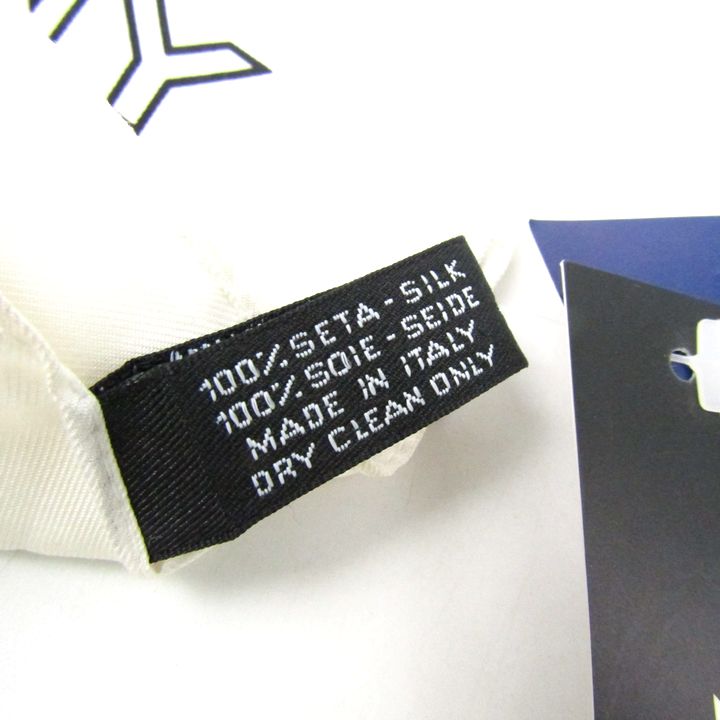 Y
100% SETA - SILK
100% SOIE - SEIDE
MADE IN ITALY
DRY CLEAN ONLY